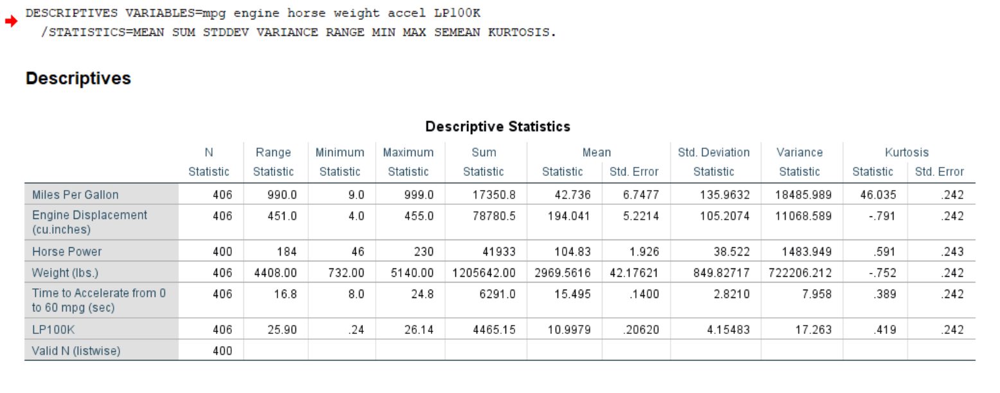 DESCRIPTIVES VARIABLES=mpg engine horse weight accel LP100K
/STATISTICS=MEAN SUM STDDEV VARIANCE RANGE MIN MAX SEMEAN KURTOSIS.
Descriptives
Descriptive Statistics
N Range Minimum Maximum Sum Mean Std. Deviation Variance Kurtosis
Statistic Statistic Statistic Statistic Statistic Statistic Std. Error Statistic Statistic Statistic Std. Error
Miles Per Gallon 406 990.0 9.0 999.0 17350.8 42.736 6.7477 135.9632 18485.989 46.035 .242
Engine Displacement 406 451.0 4.0 455.0 78780.5 194.041 5.2214 105.2074 11068.589 -.791 .242
(cu.inches)
Horse Power 400 184 46 230 41933 104.83 1.926 38.522 1483.949 .591 .243
Weight (lbs.) 406 4408.00 732.00 5140.00 1205642.00 2969.5616 42.17621 849.82717 722206.212 -.752 .242
Time to Accelerate from 0 406 16.8 8.0 24.8 6291.0 15.495 .1400 2.8210 7.958 .389 .242
to 60 mpg (sec)
LP100K 406 25.90 .24 26.14 4465.15 10.9979 .20620 4.15483 17.263 .419 .242
Valid N (listwise) 400